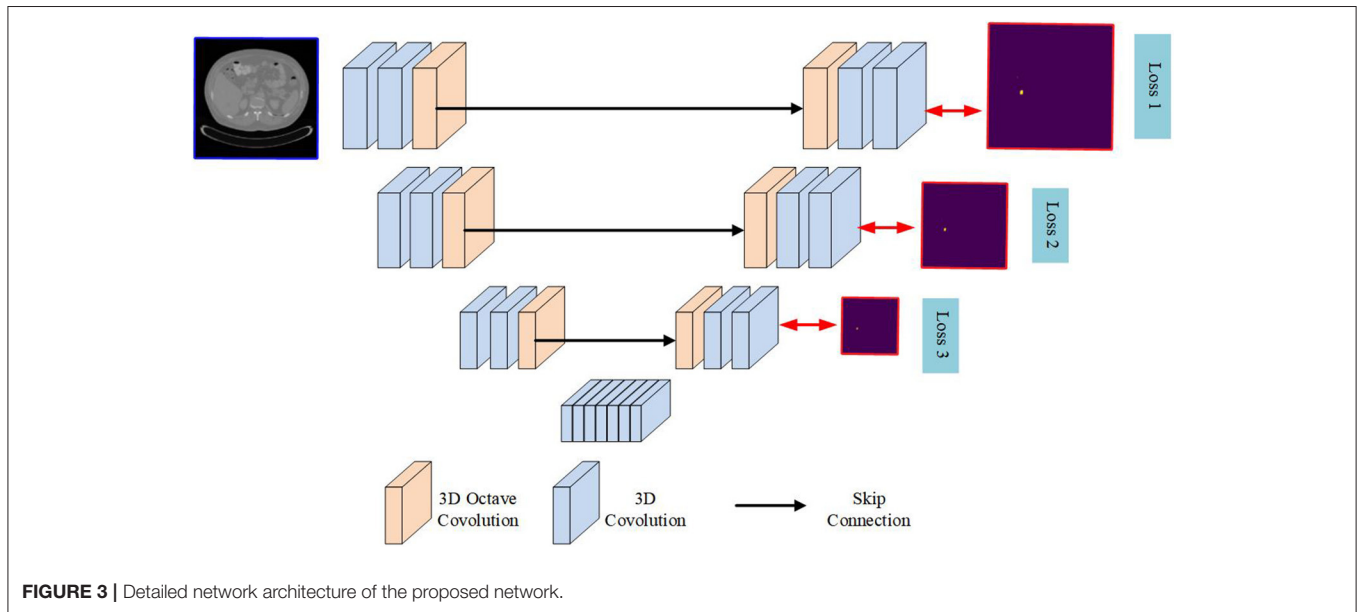 Loss 1
Loss 2
Loss 3
3D Octave
Covolution
3D
Covolution
Skip
Connection
FIGURE 3 | Detailed network architecture of the proposed network.